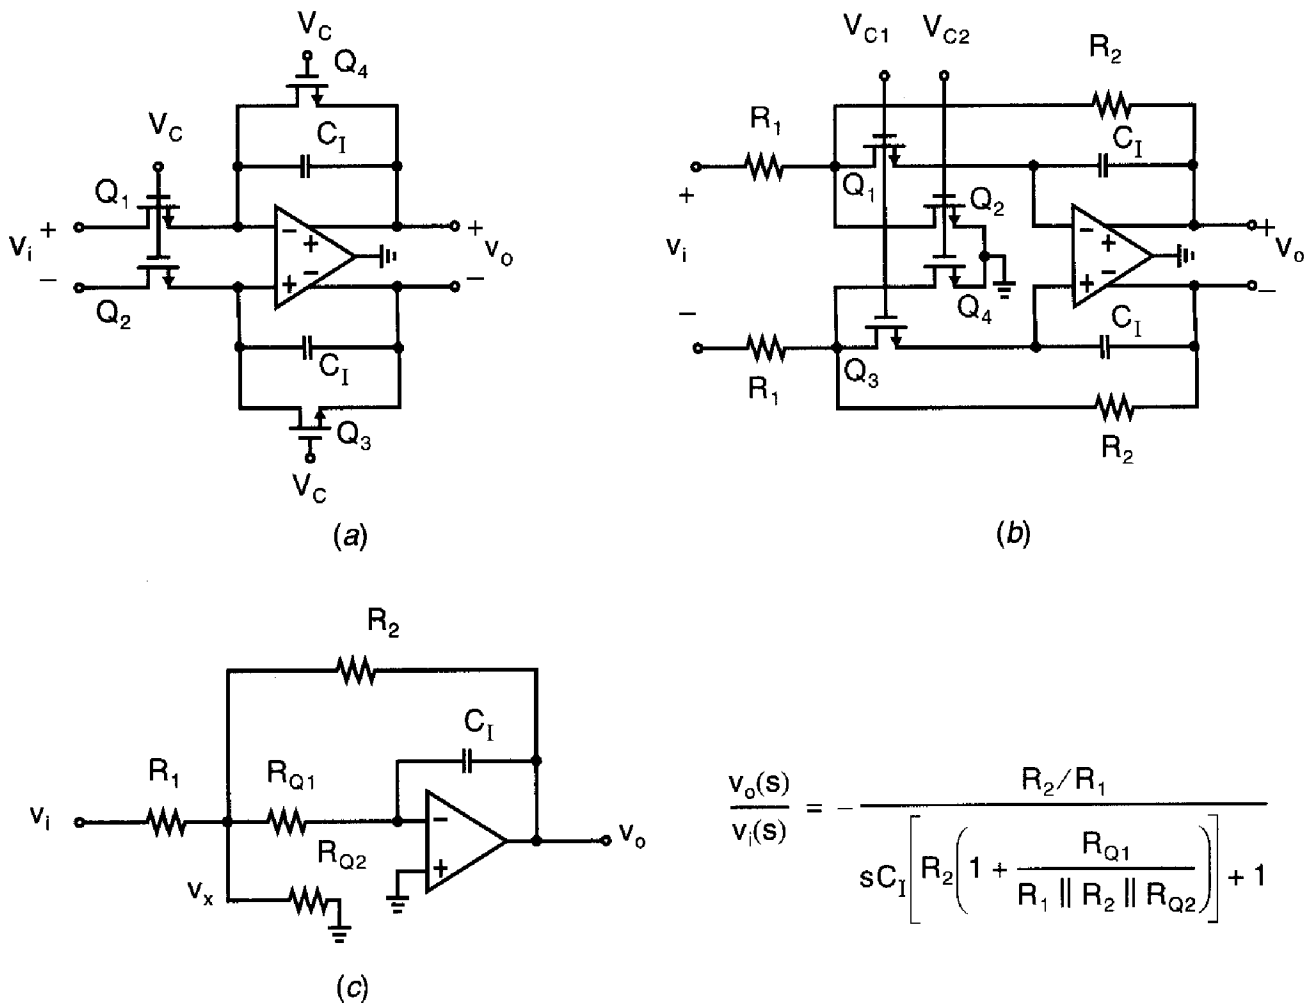 V_C
Q_4
V_C
C_I
Q_1
+
v_i
−
Q_2
−
+
+
−
+
v_o
−
C_I
Q_3
V_C
(a)
V_C1
V_C2
R_2
R_1
C_I
+
Q_1
Q_2
v_i
−
+
+
−
+
v_o
−
Q_4
−
C_I
Q_3
R_1
R_2
(b)
R_2
C_I
R_1
R_Q1
v_i
−
+
v_o
R_Q2
v_x
(c)
v_o(s)/v_i(s) = − (R_2/R_1) / (sC_I[R_2(1 + R_Q1/(R_1 || R_2 || R_Q2))] + 1)